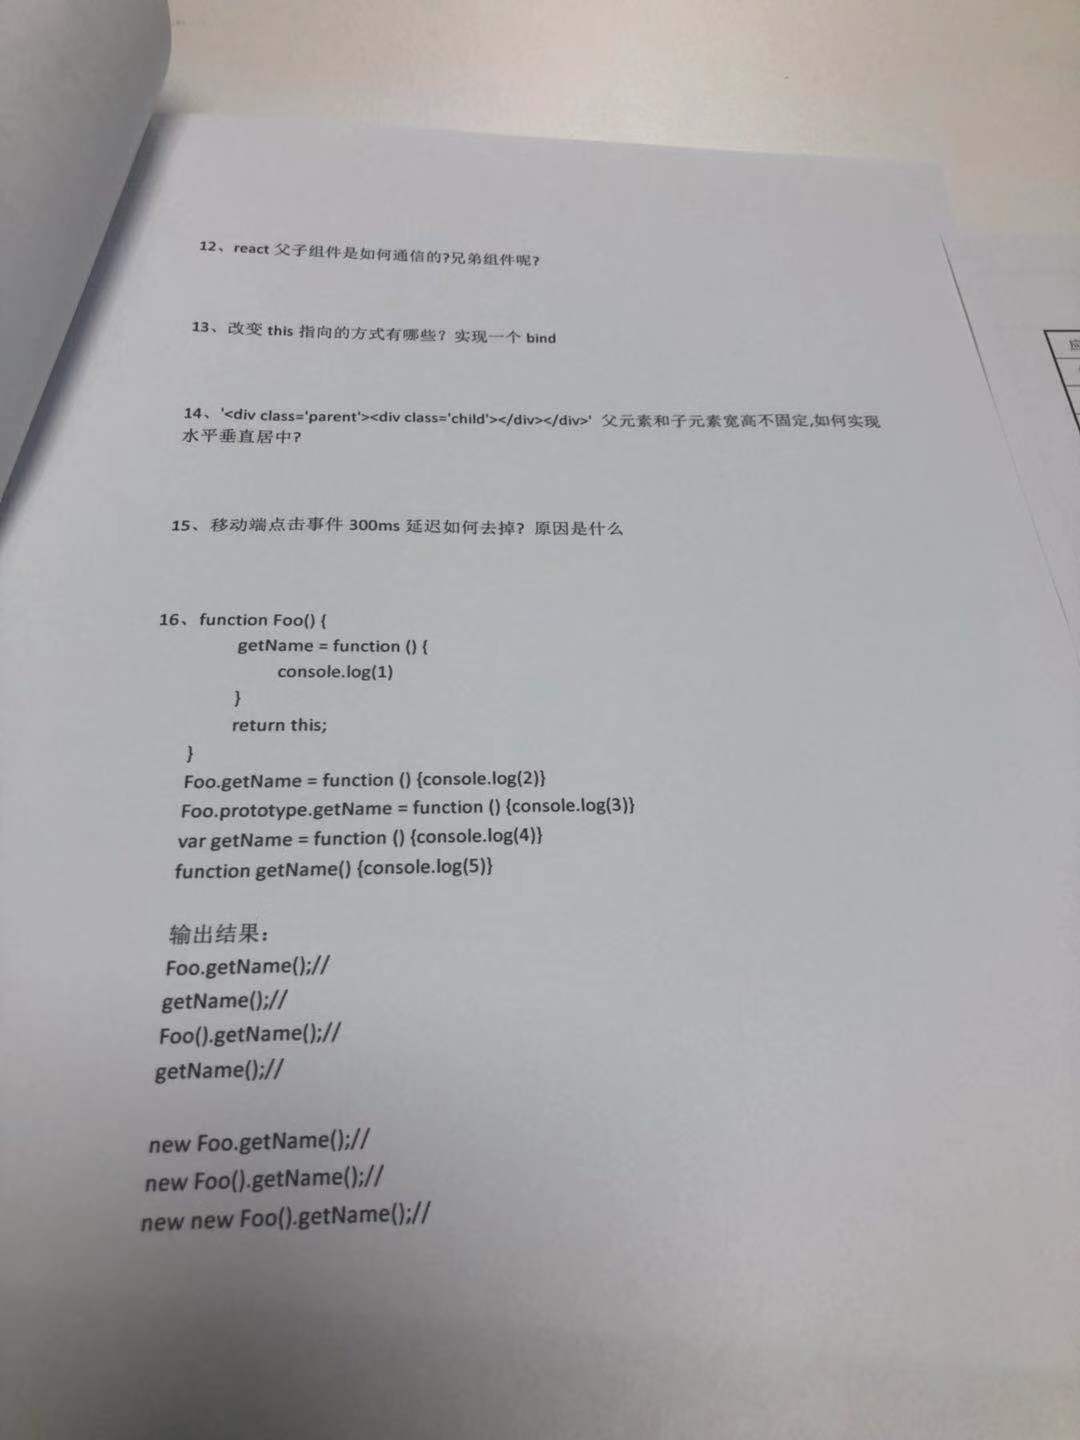 12、react 父子组件是如何通信的?兄弟组件呢?
13、改变 this 指向的方式有哪些? 实现一个 bind
14、'<div class='parent'><div class='child'></div></div>' 父元素和子元素宽高不固定,如何实现
水平垂直居中?
15、移动端点击事件 300ms 延迟如何去掉? 原因是什么
16、function Foo() {
getName = function () {
console.log(1)
}
return this;
}
Foo.getName = function () {console.log(2)}
Foo.prototype.getName = function () {console.log(3)}
var getName = function () {console.log(4)}
function getName() {console.log(5)}
输出结果:
Foo.getName();//
getName();//
Foo().getName();//
getName();//
new Foo.getName();//
new Foo().getName();//
new new Foo().getName();//